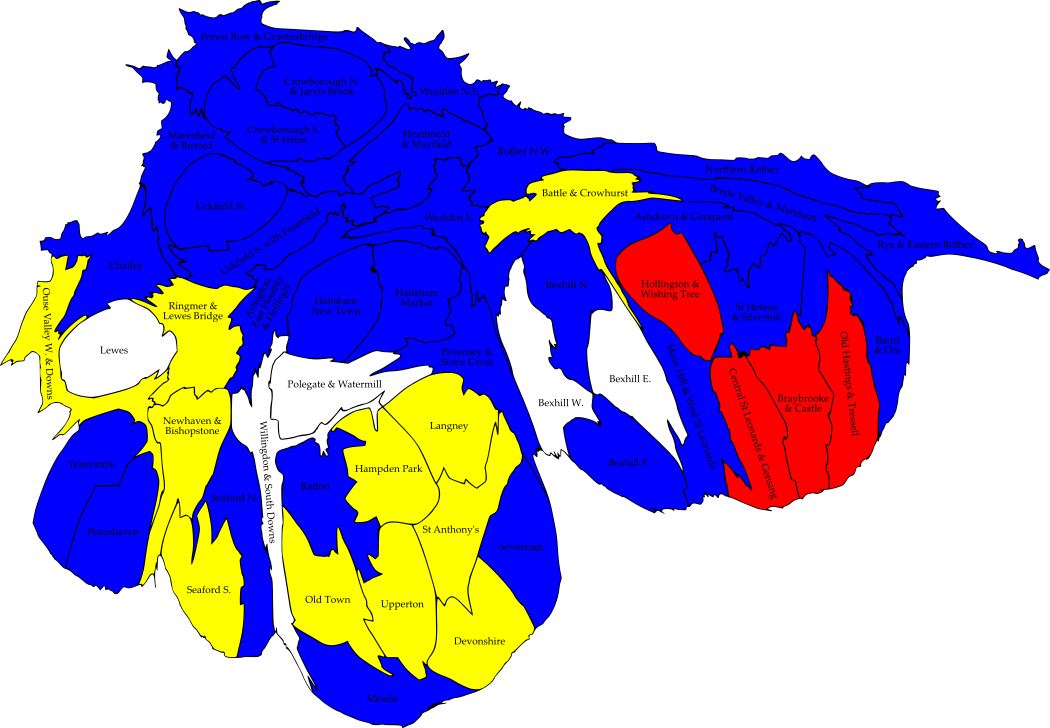 Forest Row & Groombridge
Crowborough N.
& Jarvis Brook
Wealden N.E.
Crowborough S.
& St Johns
Maresfield
& Buxted
Heathfield
& Mayfield
Rother N.W.
Northern Rother
Battle & Crowhurst
Brede Valley & Marsham
Uckfield N.
Wealden E.
Ashdown & Conquest
Uckfield S. with Framfield
Rye & Eastern Rother
Chailey
Ouse Valley W. & Downs
Ringmer &
Lewes Bridge
Arlington,
East Hoathly
& Hellingly
Hailsham
New Town
Hailsham
Market
Bexhill N.
Hollington &
Wishing Tree
St Helens
& Silverhill
Old Hastings & Tressell
Baird
& Ore
Lewes
Pevensey &
Stone Cross
Polegate & Watermill
Bexhill E.
Maze Hill & West St Leonards
Central St Leonards & Gensing
Braybrooke
& Castle
Bexhill W.
Newhaven &
Bishopstone
Willingdon & South Downs
Langney
Telscombe
Hampden Park
Bexhill S.
Ratton
Seaford N.
Peacehaven
St Anthony's
Sovereign
Seaford S.
Old Town
Upperton
Devonshire
Meads